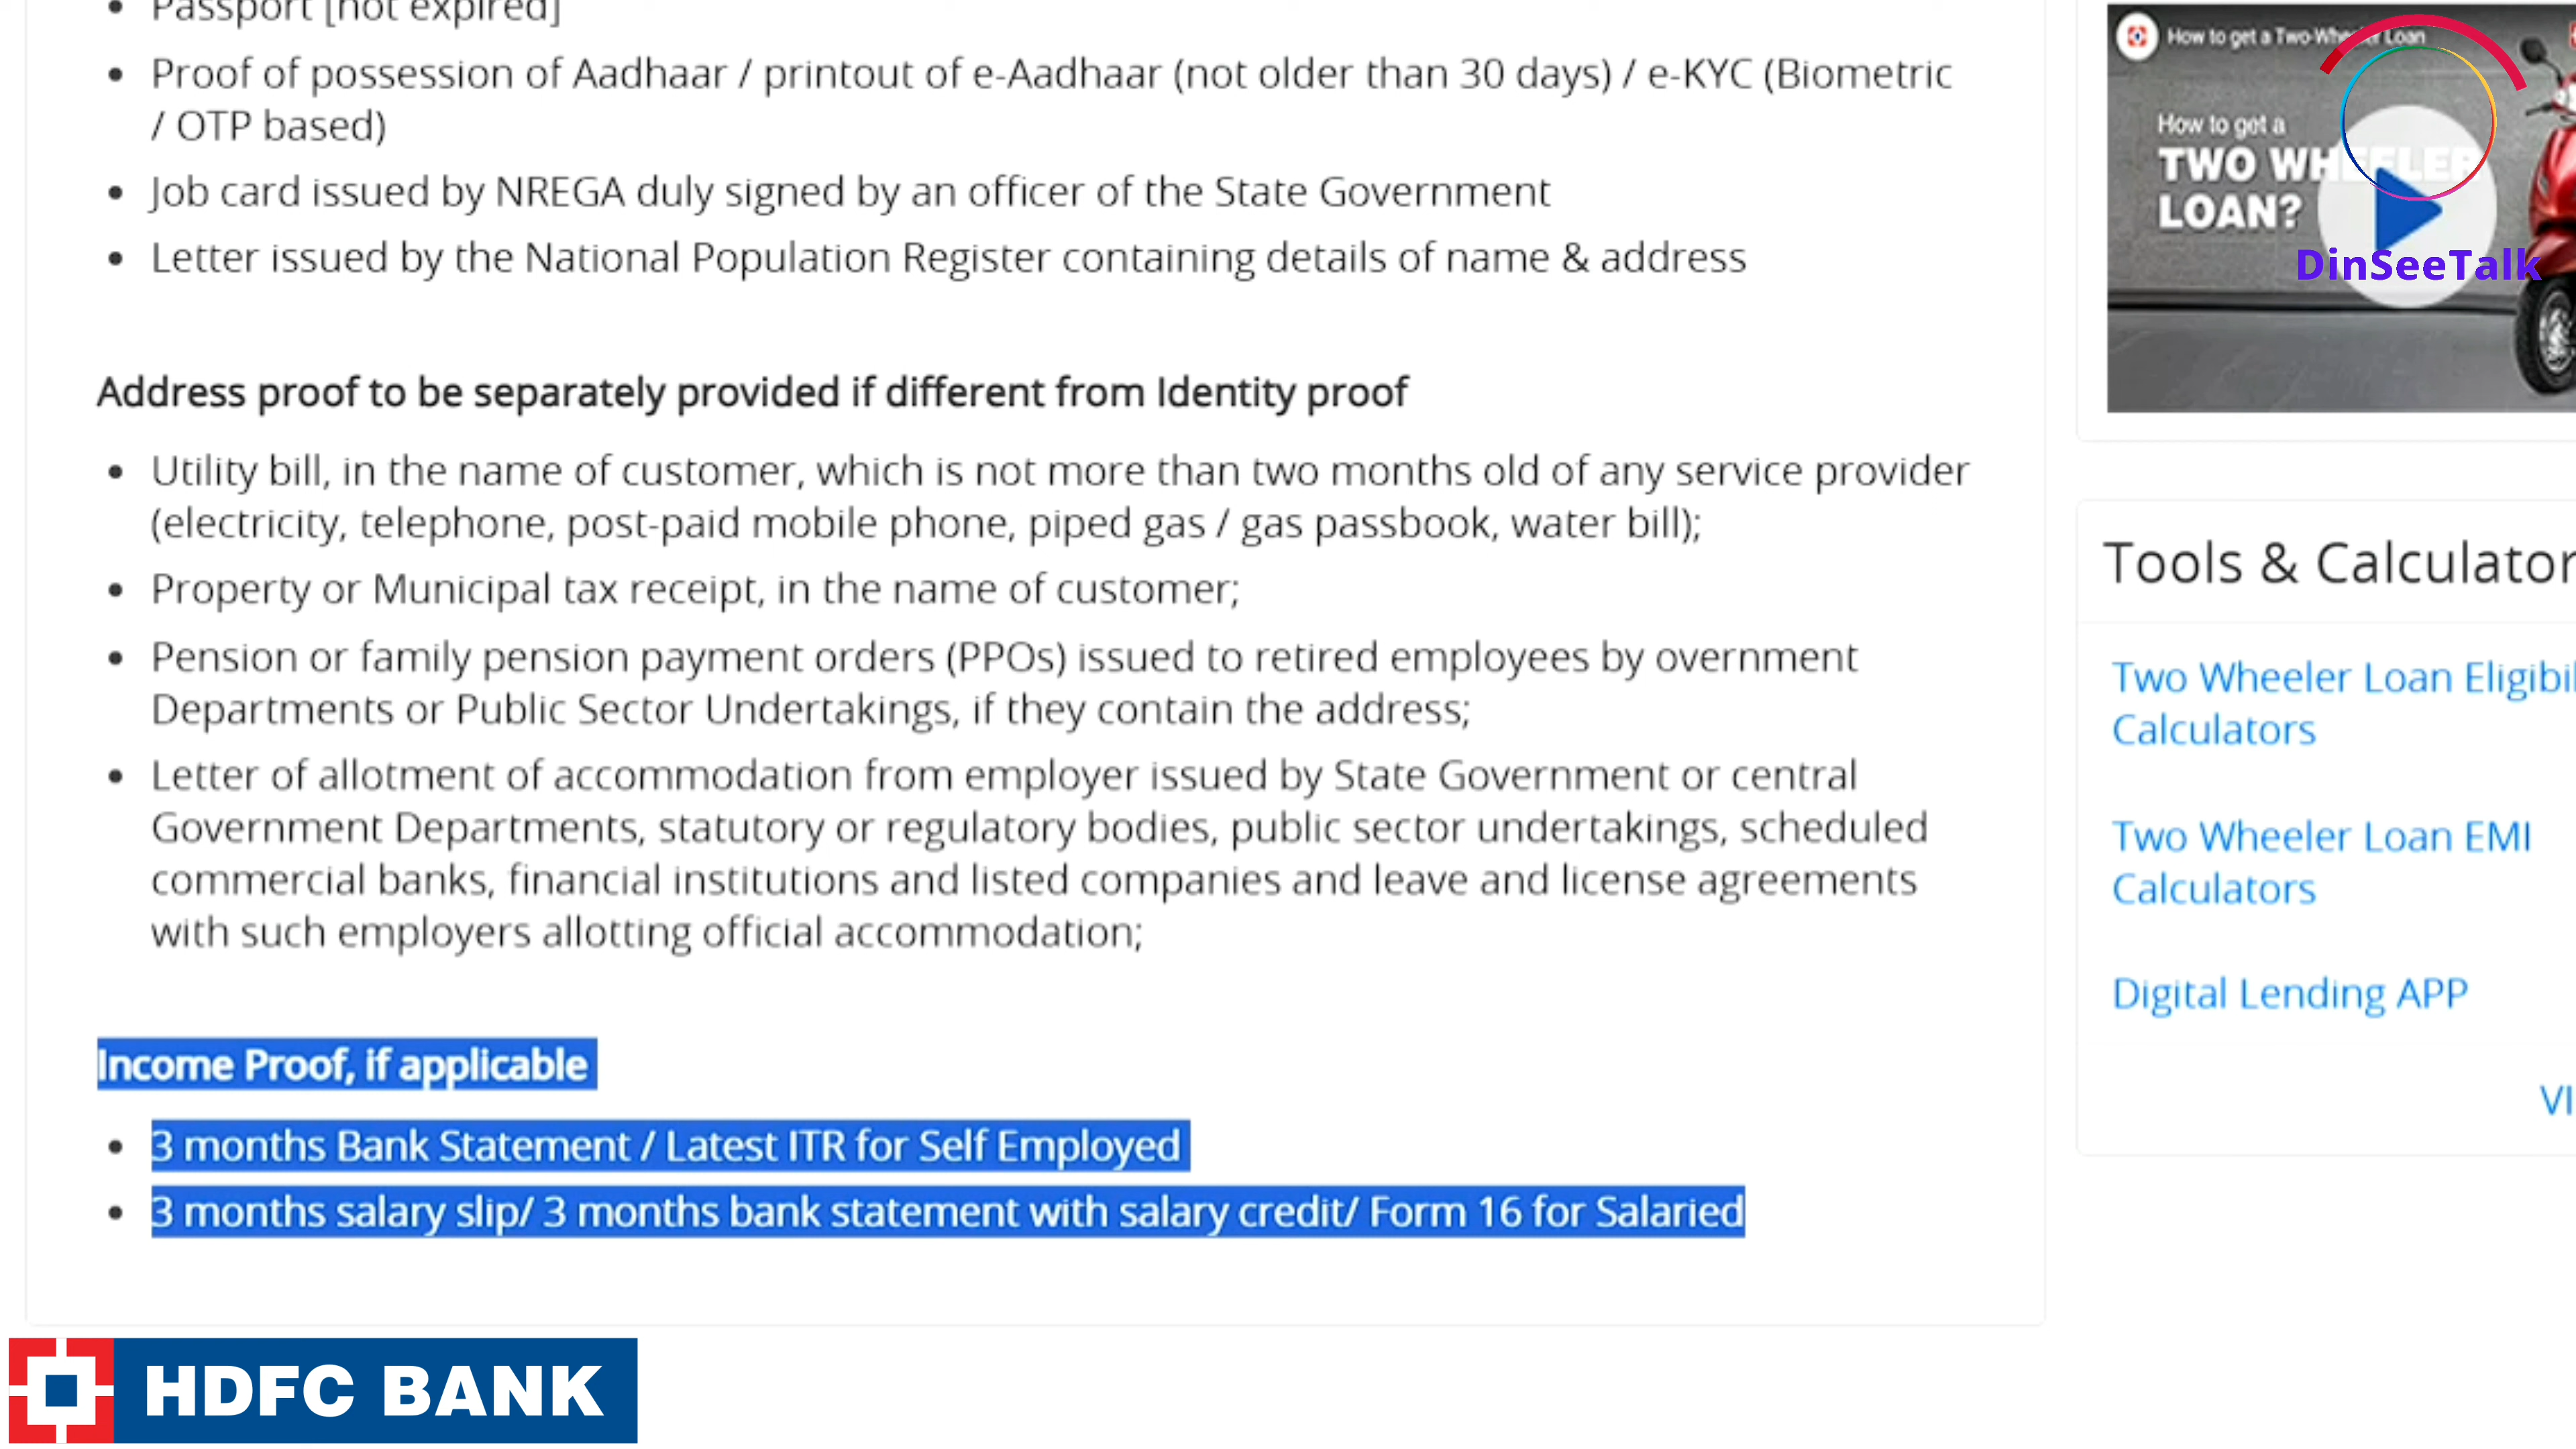 Passport [not expired]
Proof of possession of Aadhaar / printout of e-Aadhaar (not older than 30 days) / e-KYC (Biometric
/ OTP based)
Job card issued by NREGA duly signed by an officer of the State Government
Letter issued by the National Population Register containing details of name & address
Address proof to be separately provided if different from Identity proof
Utility bill, in the name of customer, which is not more than two months old of any service provider
(electricity, telephone, post-paid mobile phone, piped gas / gas passbook, water bill);
Property or Municipal tax receipt, in the name of customer;
Pension or family pension payment orders (PPOs) issued to retired employees by overnment
Departments or Public Sector Undertakings, if they contain the address;
Letter of allotment of accommodation from employer issued by State Government or central
Government Departments, statutory or regulatory bodies, public sector undertakings, scheduled
commercial banks, financial institutions and listed companies and leave and license agreements
with such employers allotting official accommodation;
Income Proof, if applicable
3 months Bank Statement / Latest ITR for Self Employed
3 months salary slip/ 3 months bank statement with salary credit/ Form 16 for Salaried
HDFC BANK
How to get a Two-Wheeler Loan
How to get a
TWO WHEELER
LOAN?
DinSeeTalk
Tools & Calculator
Two Wheeler Loan Eligibil
Calculators
Two Wheeler Loan EMI
Calculators
Digital Lending APP
VI